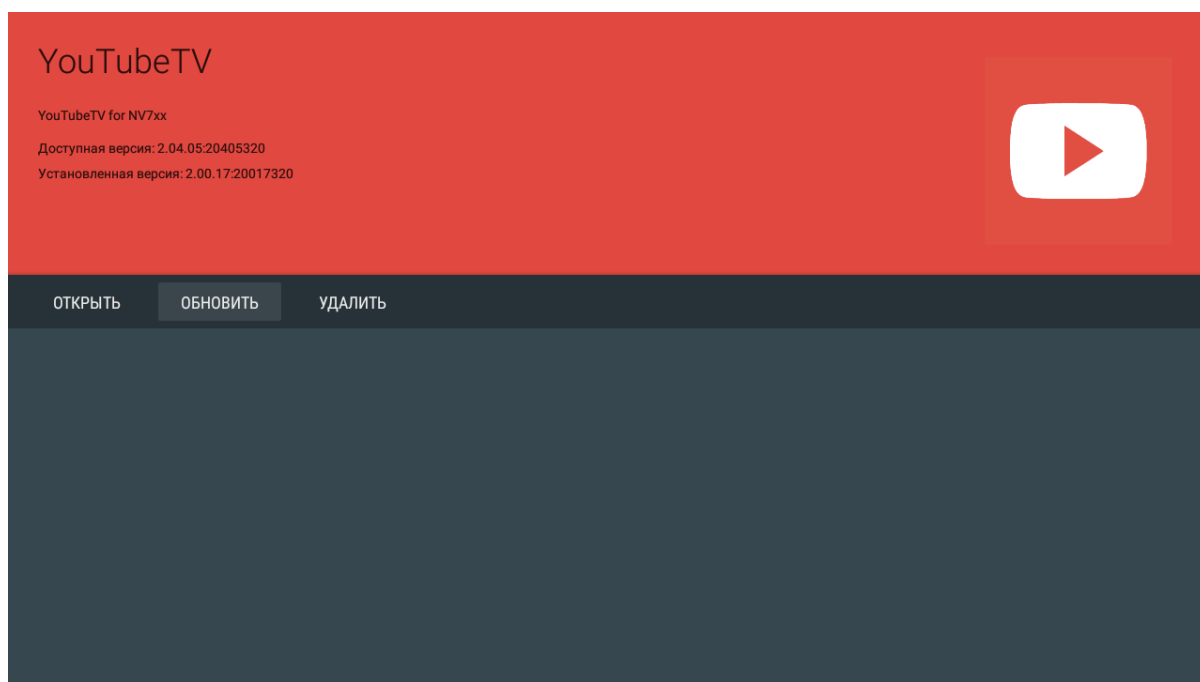 YouTubeTV
YouTubeTV for NV7xx
Доступная версия: 2.04.05:20405320
Установленная версия: 2.00.17:20017320
ОТКРЫТЬ ОБНОВИТЬ УДАЛИТЬ